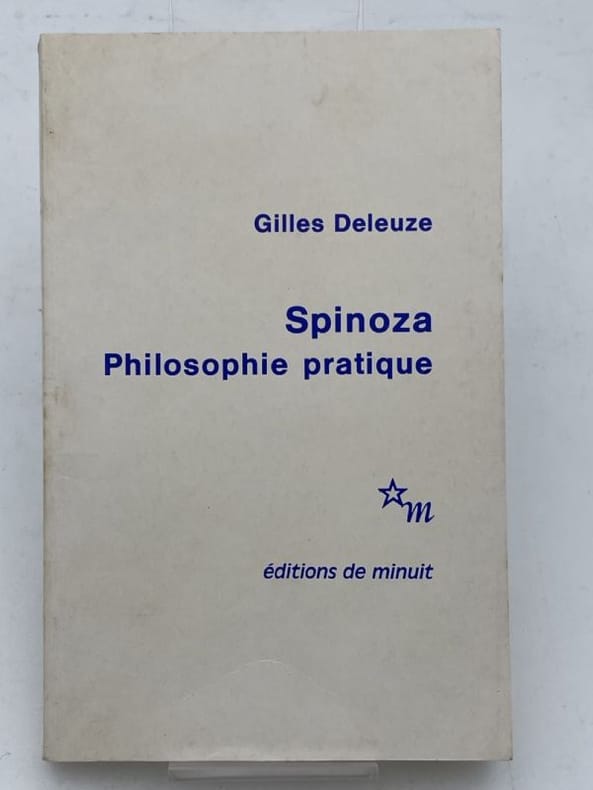 Gilles Deleuze
Spinoza
Philosophie pratique
m
éditions de minuit